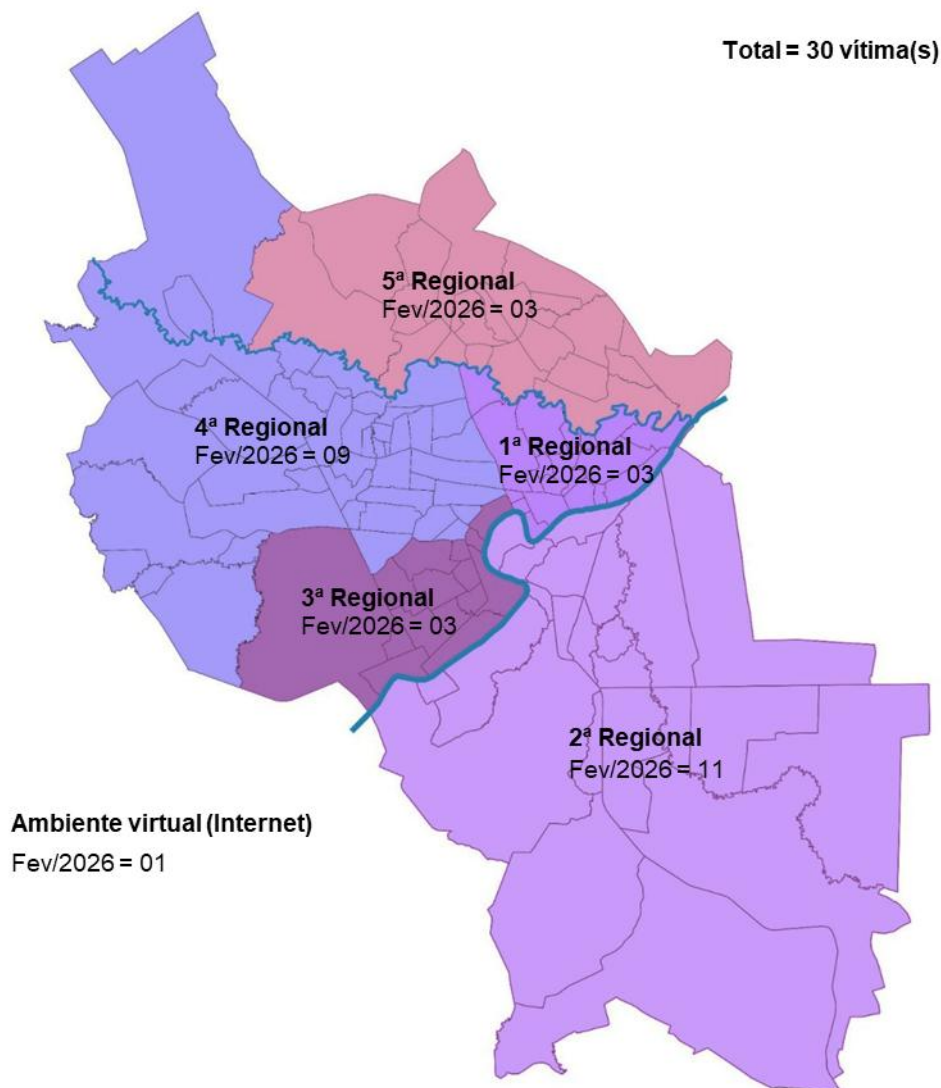 Total = 30 vítima(s)
5ª Regional
Fev/2026 = 03
4ª Regional
Fev/2026 = 09
1ª Regional
Fev/2026 = 03
3ª Regional
Fev/2026 = 03
2ª Regional
Fev/2026 = 11
Ambiente virtual (Internet)
Fev/2026 = 01